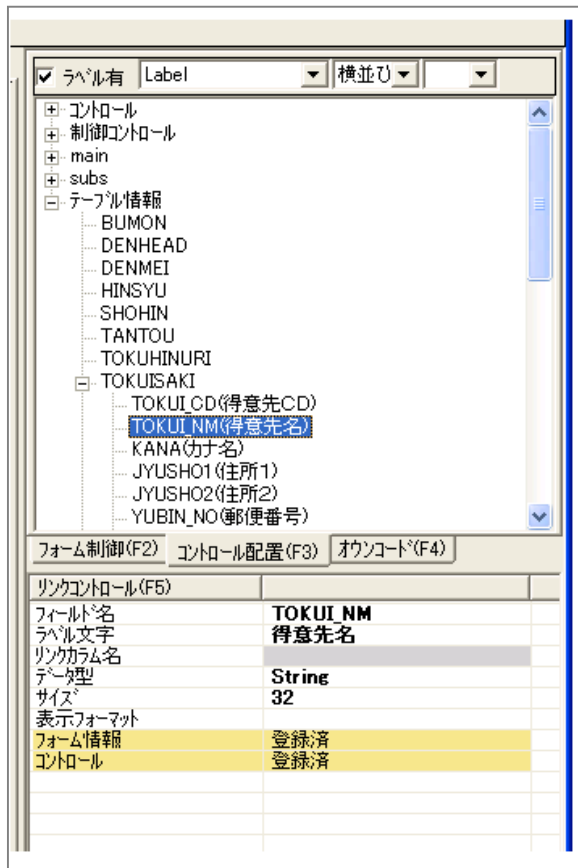 ラベル有 Label 横並び
コントロール
制御コントロール
main
subs
テーブル情報
BUMON
DENHEAD
DENMEI
HINSYU
SHOHIN
TANTOU
TOKUHINURI
TOKUISAKI
TOKUI_CD(得意先CD)
TOKUI_NM(得意先名)
KANA(カナ名)
JYUSHO1(住所1)
JYUSHO2(住所2)
YUBIN_NO(郵便番号)
フォーム制御(F2) コントロール配置(F3) オウンコード(F4)
リンクコントロール(F5)
フィールド名 TOKUI_NM
ラベル文字 得意先名
リンクカラム名
データ型 String
サイズ 32
表示フォーマット
フォーム情報 登録済
コントロール 登録済